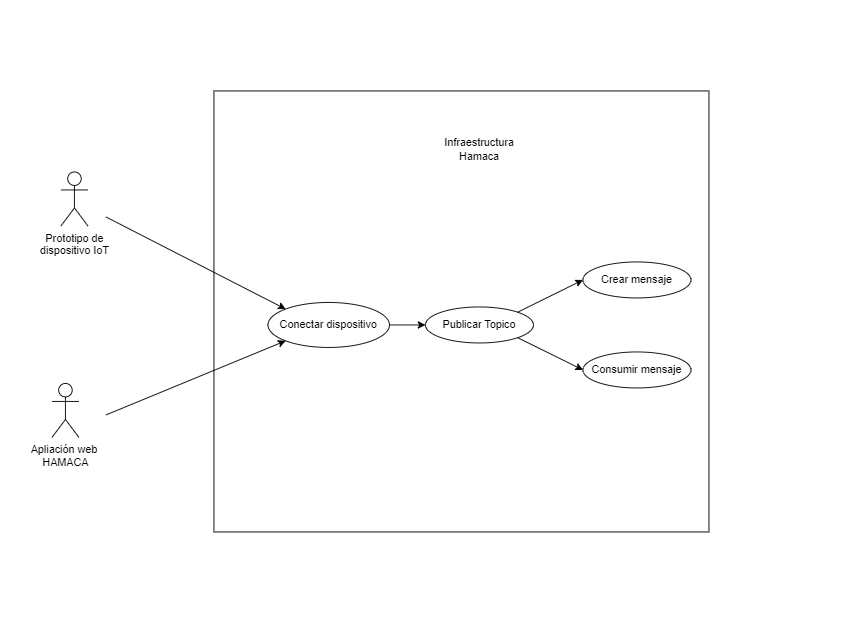 Infraestructura
Hamaca
Prototipo de
dispositivo IoT
Crear mensaje
Conectar dispositivo
Publicar Topico
Consumir mensaje
Apliación web
HAMACA